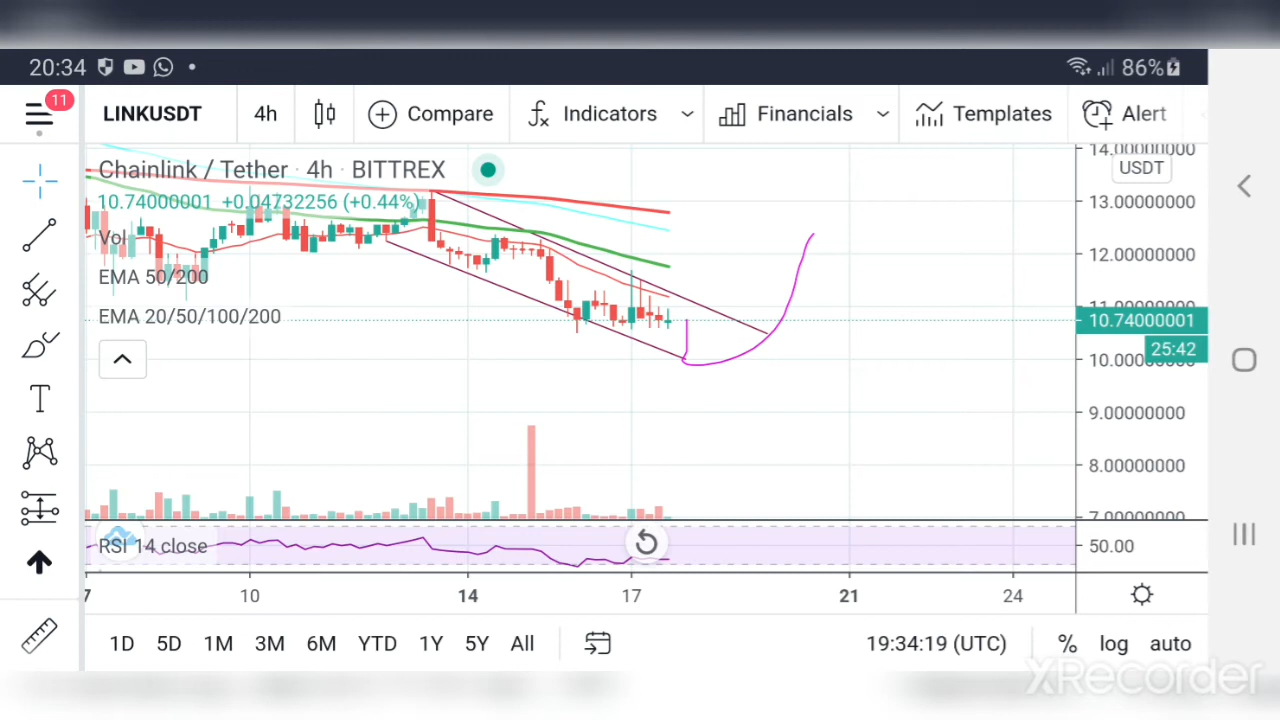 20:34 86%
11
LINKUSDT 4h Compare Indicators Financials Templates Alert
Chainlink / Tether · 4h · BITTREX
10.74000001 +0.04732256 (+0.44%)
Vol
EMA 50/200
EMA 20/50/100/200
14.00000000
USDT
13.00000000
12.00000000
11.00000000
10.74000001
25:42
10.00000000
9.00000000
8.00000000
7.00000000
RSI 14 close
50.00
7 10 14 17 21 24
1D 5D 1M 3M 6M YTD 1Y 5Y All 19:34:19 (UTC) % log auto
XRecorder